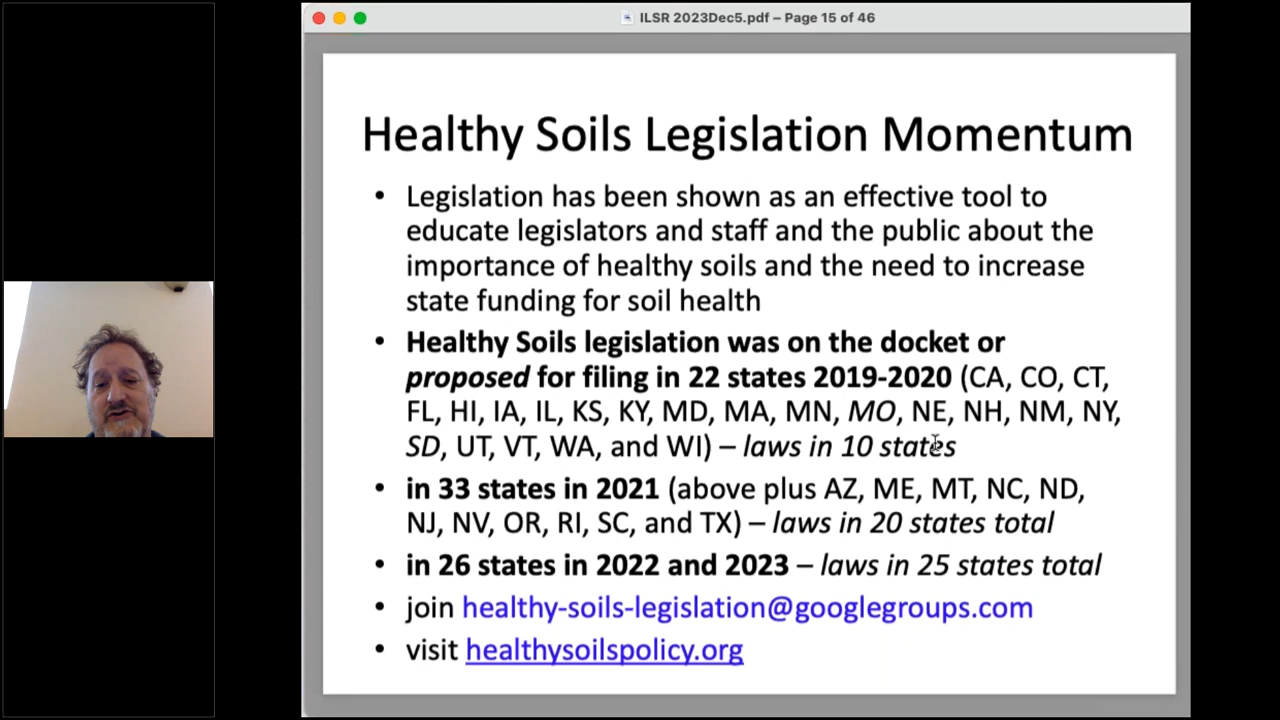 ILSR 2023Dec5.pdf – Page 15 of 46
Healthy Soils Legislation Momentum
• Legislation has been shown as an effective tool to
educate legislators and staff and the public about the
importance of healthy soils and the need to increase
state funding for soil health
• Healthy Soils legislation was on the docket or
proposed for filing in 22 states 2019-2020 (CA, CO, CT,
FL, HI, IA, IL, KS, KY, MD, MA, MN, MO, NE, NH, NM, NY,
SD, UT, VT, WA, and WI) – laws in 10 states
• in 33 states in 2021 (above plus AZ, ME, MT, NC, ND,
NJ, NV, OR, RI, SC, and TX) – laws in 20 states total
• in 26 states in 2022 and 2023 – laws in 25 states total
• join healthy-soils-legislation@googlegroups.com
• visit healthysoilspolicy.org